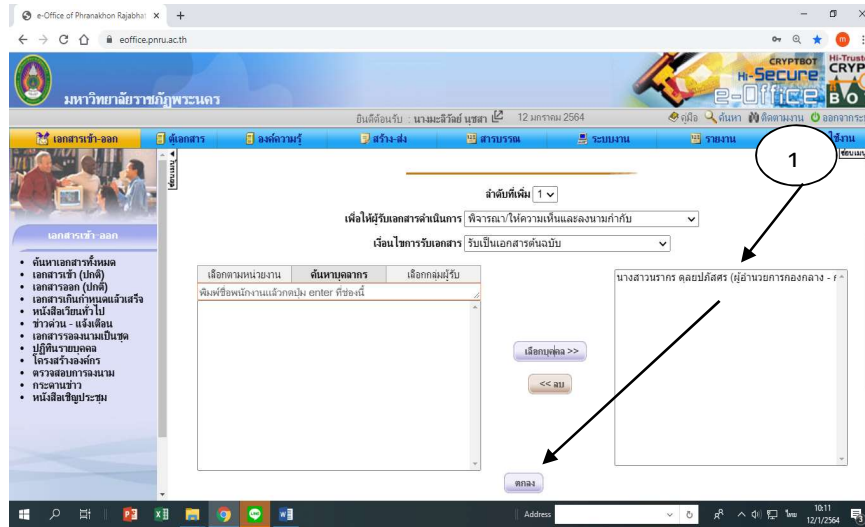 e-Office of Phranakhon Rajabhat
eoffice.pnru.ac.th
มหาวิทยาลัยราชภัฏพระนคร
CRYPTBOT
Hi-Secure
e-Office
Hi-Trust
CRYP
BO
ยินดีต้อนรับ : นางมะลิวัลย์ นุชสา 12 มกราคม 2564 คู่มือ ค้นหา ติดตามงาน ออกจากระ
เอกสารเข้า-ออก ตู้เอกสาร องค์ความรู้ สร้าง-ส่ง สารบรรณ ระบบงาน รายงาน ใช้งาน
ซ่อนเมนู
1
ลำดับที่เพิ่ม 1
เพื่อให้ผู้รับเอกสารดำเนินการ พิจารณา/ให้ความเห็นและลงนามกำกับ
เงื่อนไขการรับเอกสาร รับเป็นเอกสารต้นฉบับ
เอกสารเข้า-ออก
ค้นหาเอกสารทั้งหมด
เอกสารเข้า (ปกติ)
เอกสารออก (ปกติ)
เอกสารเกินกำหนดแล้วเสร็จ
หนังสือเวียนทั่วไป
ข่าวด่วน - แจ้งเตือน
เอกสารรอลงนามเป็นชุด
ปฏิทินรายบุคคล
โครงสร้างองค์กร
ตรวจสอบการลงนาม
กระดานข่าว
หนังสือเชิญประชุม
เลือกตามหน่วยงาน ค้นหาบุคลากร เลือกกลุ่มผู้รับ
พิมพ์ชื่อพนักงานแล้วกดปุ่ม enter ที่ช่องนี้
นางสาวนรากร ดุลยปภัสศร (ผู้อำนวยการกองกลาง -
เลือกบุคคล >>
<< ลบ
ตกลง
Address
ไทย
10:11
12/1/2564